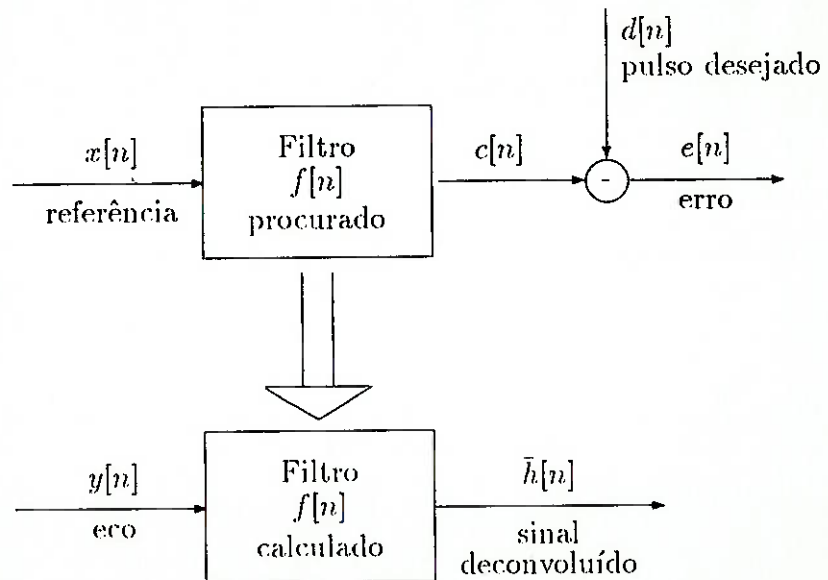 d[n]
pulso desejado
x[n]
referência
Filtro
f[n]
procurado
c[n]
-
e[n]
erro
y[n]
eco
Filtro
f[n]
calculado
h̄[n]
sinal
deconvoluído